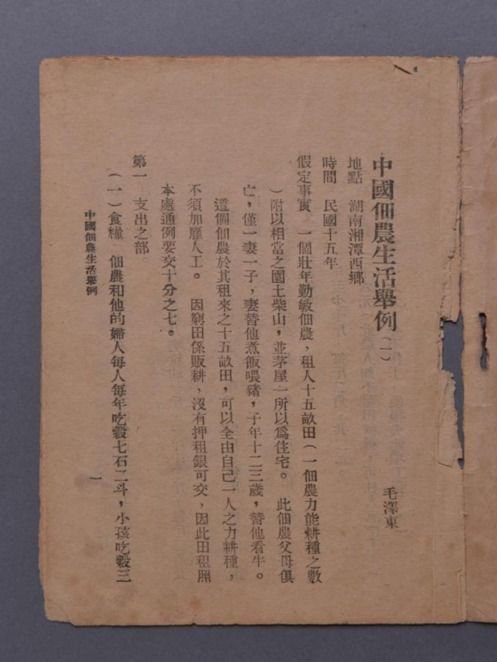 中國佃農生活舉例（一）
毛澤東
地點　湖南湘潭西鄉
時間　民國十五年
假定事實　一個壯年勤敏佃農，租人十五畝田（一個農力能耕種之數
）附以相當之園土柴山，並茅屋一所以爲住宅。　此佃農父母俱
亡，僅一妻一子，妻替他煮飯喂豬，子年十二三歲，替他看牛。
這個佃農於其租來之十五畝田，可以全由自己一人之力耕種，
不須加雇人工。　因窮田係販耕，沒有押租銀可交，因此田租照
本處通例要交十分之七。
第一　支出之部
（一）食糧　佃農和他的婦人每人每年吃穀七石二斗，小孩吃穀三
中國佃農生活舉例
一